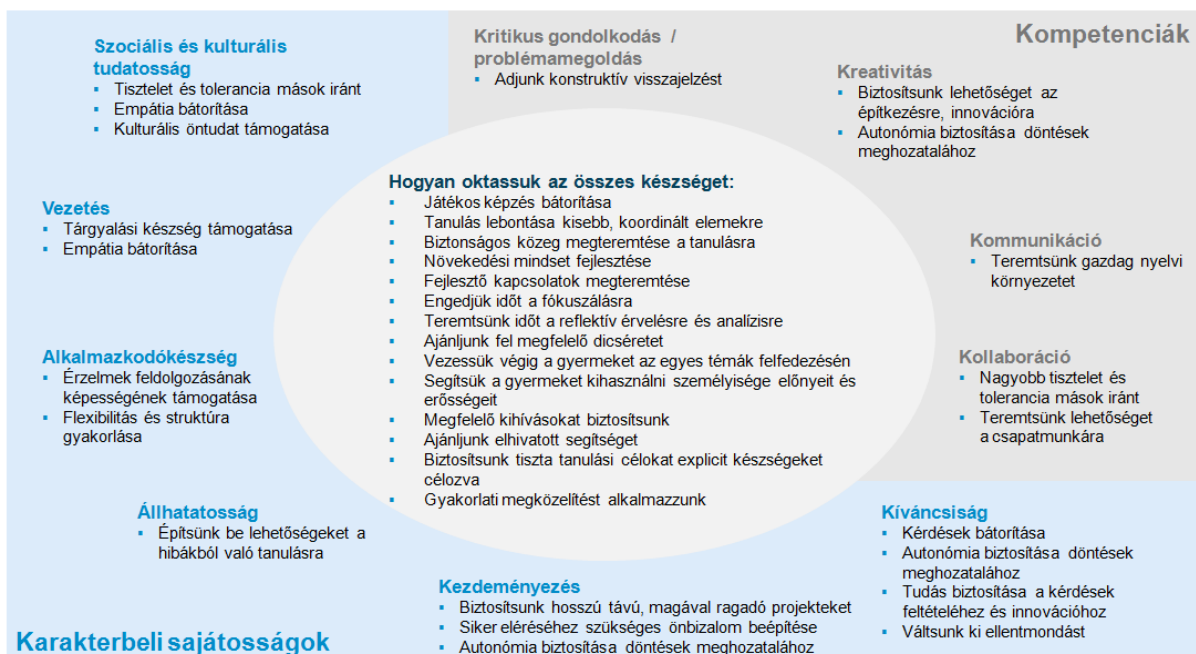 Szociális és kulturális
tudatosság
▪ Tisztelet és tolerancia mások iránt
▪ Empátia bátorítása
▪ Kulturális öntudat támogatása
Kritikus gondolkodás /
problémamegoldás
▪ Adjunk konstruktív visszajelzést
Kompetenciák
Kreativitás
▪ Biztosítsunk lehetőséget az
építkezésre, innovációra
▪ Autonómia biztosítása döntések
meghozatalához
Vezetés
▪ Tárgyalási készség támogatása
▪ Empátia bátorítása
Hogyan oktassuk az összes készséget:
▪ Játékos képzés bátorítása
▪ Tanulás lebontása kisebb, koordinált elemekre
▪ Biztonságos közeg megteremtése a tanulásra
▪ Növekedési mindset fejlesztése
▪ Fejlesztő kapcsolatok megteremtése
▪ Engedjük időt a fókuszálásra
▪ Teremtsünk időt a reflektív érvelésre és analízisre
▪ Ajánljunk fel megfelelő dicséretet
▪ Vezessük végig a gyermeket az egyes témák felfedezésén
▪ Segítsük a gyermeket kihasználni személyisége előnyeit és
erősségeit
▪ Megfelelő kihívásokat biztosítsunk
▪ Ajánljunk elhivatott segítséget
▪ Biztosítsunk tiszta tanulási célokat explicit készségeket
célozva
▪ Gyakorlati megközelítést alkalmazzunk
Kommunikáció
▪ Teremtsünk gazdag nyelvi
környezetet
Alkalmazkodókészség
▪ Érzelmek feldolgozásának
képességének támogatása
▪ Flexibilitás és struktúra
gyakorlása
Kollaboráció
▪ Nagyobb tisztelet és
tolerancia mások iránt
▪ Teremtsünk lehetőséget
a csapatmunkára
Állhatatosság
▪ Építsünk be lehetőségeket a
hibákból való tanulásra
Kezdeményezés
▪ Biztosítsunk hosszú távú, magával ragadó projekteket
▪ Siker eléréséhez szükséges önbizalom beépítése
▪ Autonómia biztosítása döntések meghozatalához
Kíváncsiság
▪ Kérdések bátorítása
▪ Autonómia biztosítása döntések
meghozatalához
▪ Tudás biztosítása a kérdések
feltételéhez és innovációhoz
▪ Váltsunk ki ellentmondást
Karakterbeli sajátosságok